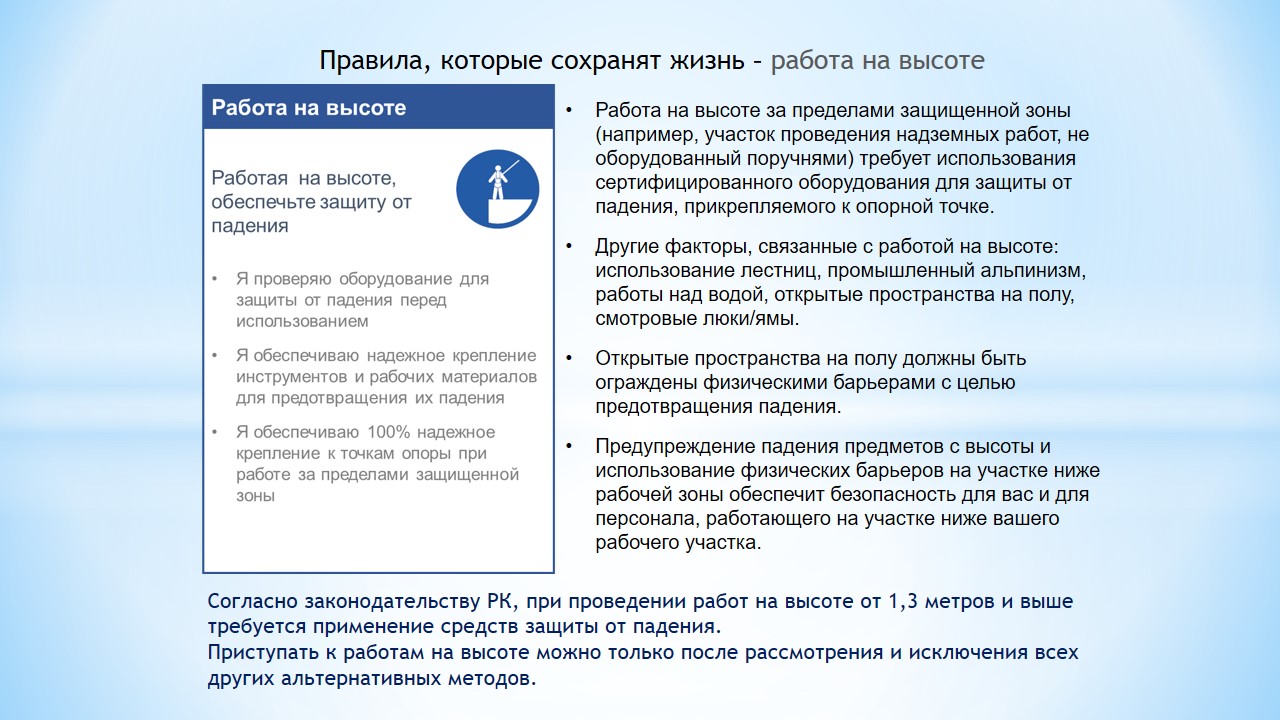 Правила, которые сохранят жизнь - работа на высоте
Работа на высоте
Работая на высоте,
обеспечьте защиту от
падения
• Я проверяю оборудование для
защиты от падения перед
использованием
• Я обеспечиваю надежное крепление
инструментов и рабочих материалов
для предотвращения их падения
• Я обеспечиваю 100% надежное
крепление к точкам опоры при
работе за пределами защищенной
зоны
• Работа на высоте за пределами защищенной зоны
(например, участок проведения надземных работ, не
оборудованный поручнями) требует использования
сертифицированного оборудования для защиты от
падения, прикрепляемого к опорной точке.
• Другие факторы, связанные с работой на высоте:
использование лестниц, промышленный альпинизм,
работы над водой, открытые пространства на полу,
смотровые люки/ямы.
• Открытые пространства на полу должны быть
ограждены физическими барьерами с целью
предотвращения падения.
• Предупреждение падения предметов с высоты и
использование физических барьеров на участке ниже
рабочей зоны обеспечит безопасность для вас и для
персонала, работающего на участке ниже вашего
рабочего участка.
Согласно законодательству РК, при проведении работ на высоте от 1,3 метров и выше
требуется применение средств защиты от падения.
Приступать к работам на высоте можно только после рассмотрения и исключения всех
других альтернативных методов.